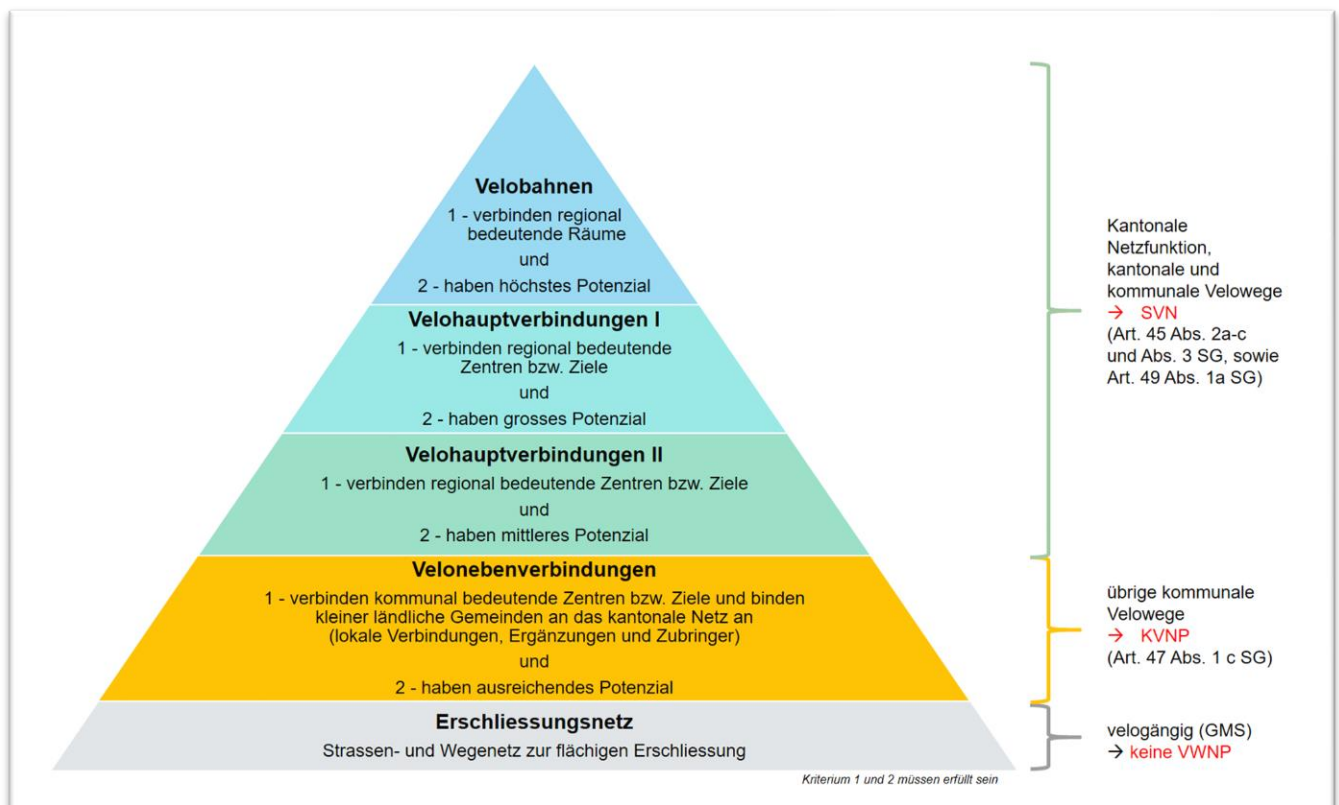 Velobahnen
1 - verbinden regional
bedeutende Räume
und
2 - haben höchstes Potenzial
Velohauptverbindungen I
1 - verbinden regional bedeutende
Zentren bzw. Ziele
und
2 - haben grosses Potenzial
Velohauptverbindungen II
1 - verbinden regional bedeutende Zentren bzw. Ziele
und
2 - haben mittleres Potenzial
Velonebenverbindungen
1 - verbinden kommunal bedeutende Zentren bzw. Ziele und binden
kleiner ländliche Gemeinden an das kantonale Netz an
(lokale Verbindungen, Ergänzungen und Zubringer)
und
2 - haben ausreichendes Potenzial
Erschliessungsnetz
Strassen- und Wegenetz zur flächigen Erschliessung
Kriterium 1 und 2 müssen erfüllt sein
Kantonale
Netzfunktion,
kantonale und
kommunale Velowege
→ SVN
(Art. 45 Abs. 2a-c
und Abs. 3 SG, sowie
Art. 49 Abs. 1a SG)
übrige kommunale
Velowege
→ KVNP
(Art. 47 Abs. 1 c SG)
velogängig (GMS)
→ keine VWNP